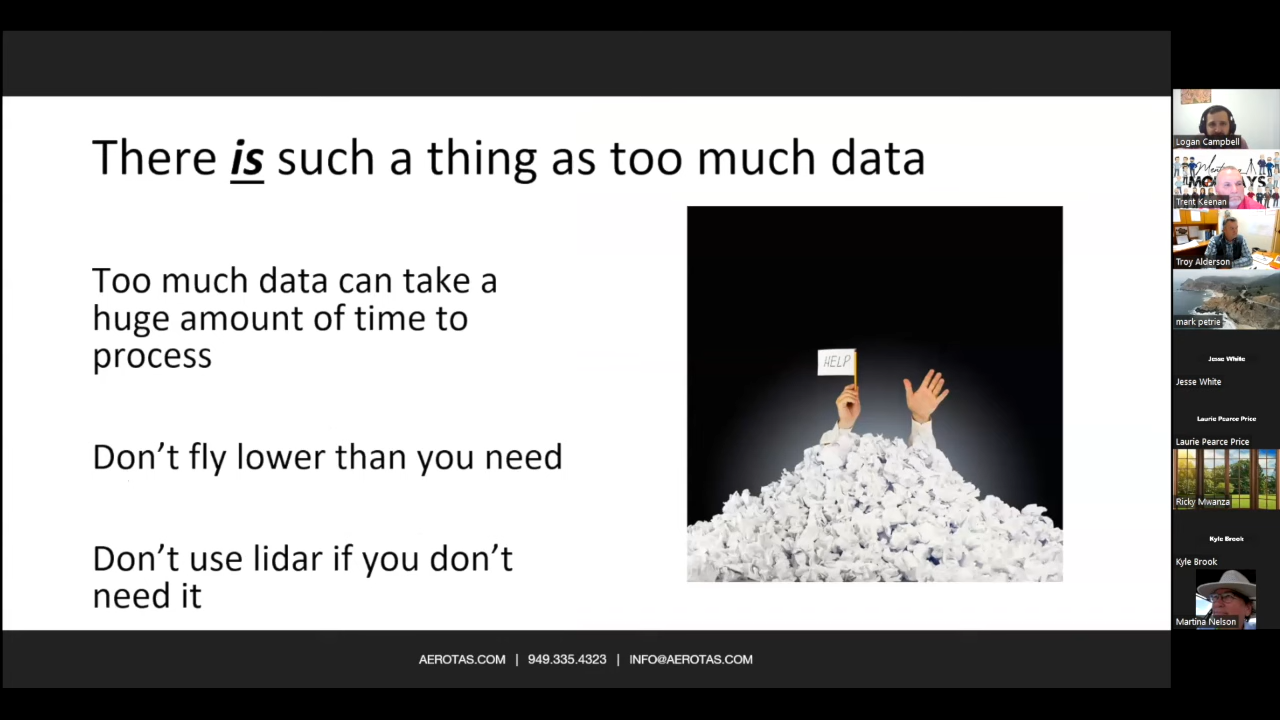 There is such a thing as too much data
Too much data can take a
huge amount of time to
process
Don’t fly lower than you need
Don’t use lidar if you don’t
need it
HELP
AEROTAS.COM | 949.335.4323 | INFO@AEROTAS.COM
Logan Campbell
Trent Keenan
Troy Alderson
mark petrie
Jesse White
Jesse White
Laurie Pearce Price
Laurie Pearce Price
Ricky Mwanza
Kyle Brook
Kyle Brook
Martina Nelson